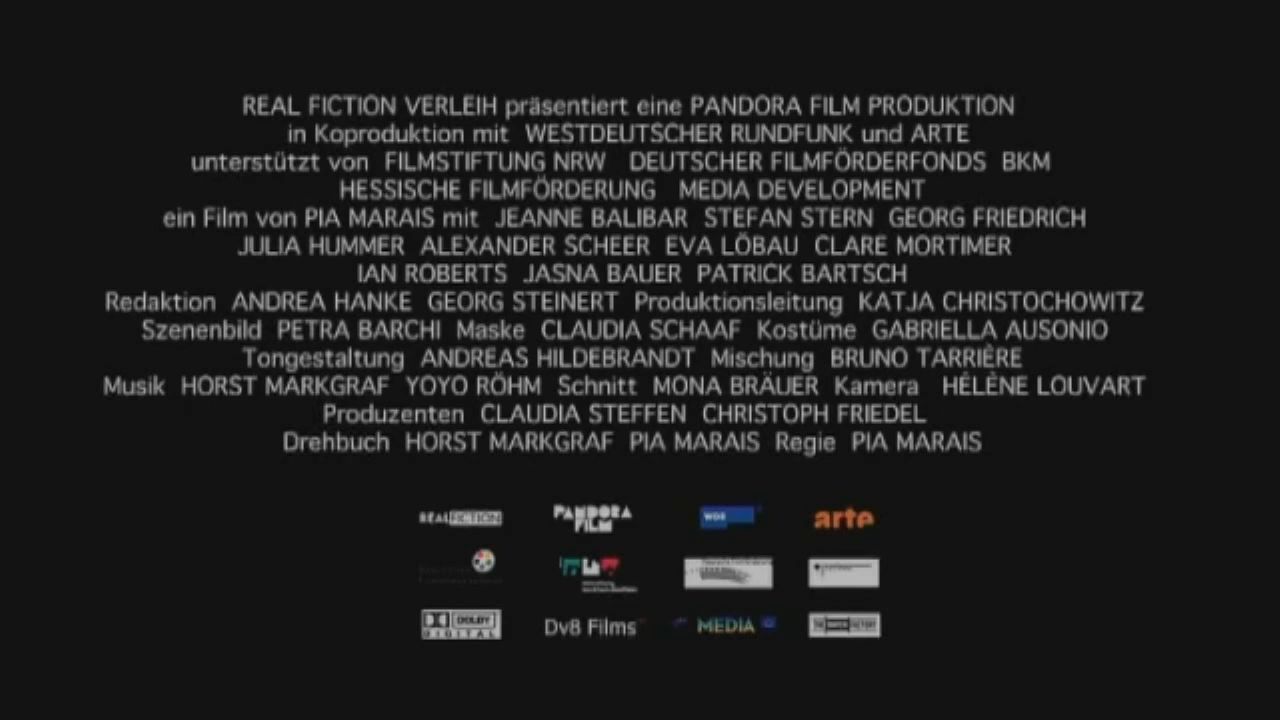 REAL FICTION VERLEIH präsentiert eine PANDORA FILM PRODUKTION
in Koproduktion mit WESTDEUTSCHER RUNDFUNK und ARTE
unterstützt von FILMSTIFTUNG NRW DEUTSCHER FILMFÖRDERFONDS BKM
HESSISCHE FILMFÖRDERUNG MEDIA DEVELOPMENT
ein Film von PIA MARAIS mit JEANNE BALIBAR STEFAN STERN GEORG FRIEDRICH
JULIA HUMMER ALEXANDER SCHEER EVA LÖBAU CLARE MORTIMER
IAN ROBERTS JASNA BAUER PATRICK BARTSCH
Redaktion ANDREA HANKE GEORG STEINERT Produktionsleitung KATJA CHRISTOCHOWITZ
Szenenbild PETRA BARCHI Maske CLAUDIA SCHAAF Kostüme GABRIELLA AUSONIO
Tongestaltung ANDREAS HILDEBRANDT Mischung BRUNO TARRIÈRE
Musik HORST MARKGRAF YOYO RÖHM Schnitt MONA BRÄUER Kamera HÉLÈNE LOUVART
Produzenten CLAUDIA STEFFEN CHRISTOPH FRIEDEL
Drehbuch HORST MARKGRAF PIA MARAIS Regie PIA MARAIS
REALFICTION PANDORA FILM WDR arte
DOLBY DIGITAL Dv8 Films MEDIA